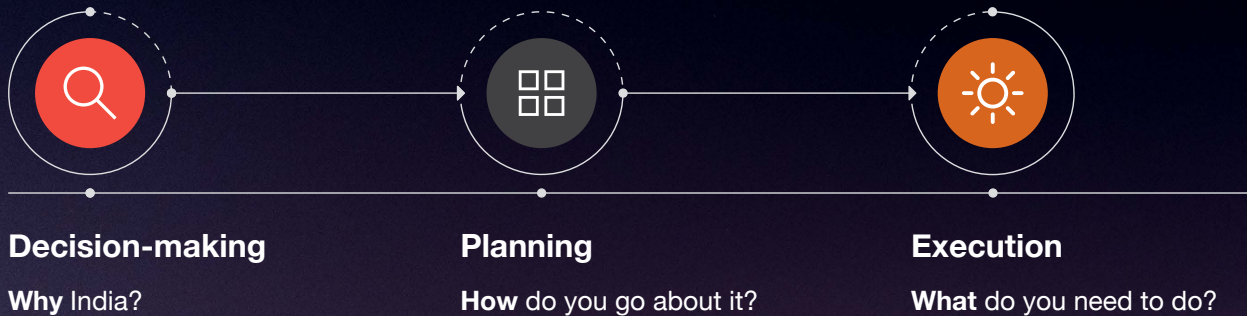 Decision-making
Why India?
Planning
How do you go about it?
Execution
What do you need to do?